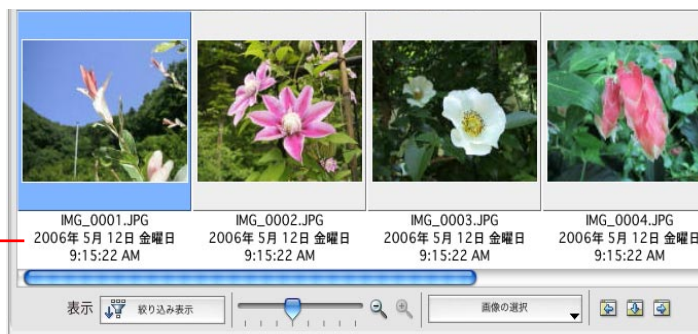 IMG_0001.JPG
2006年 5月 12日 金曜日
9:15:22 AM
IMG_0002.JPG
2006年 5月 12日 金曜日
9:15:22 AM
IMG_0003.JPG
2006年 5月 12日 金曜日
9:15:22 AM
IMG_0004.JPG
2006年 5月 12日 金曜日
9:15:22 AM
表示 絞り込み表示 画像の選択